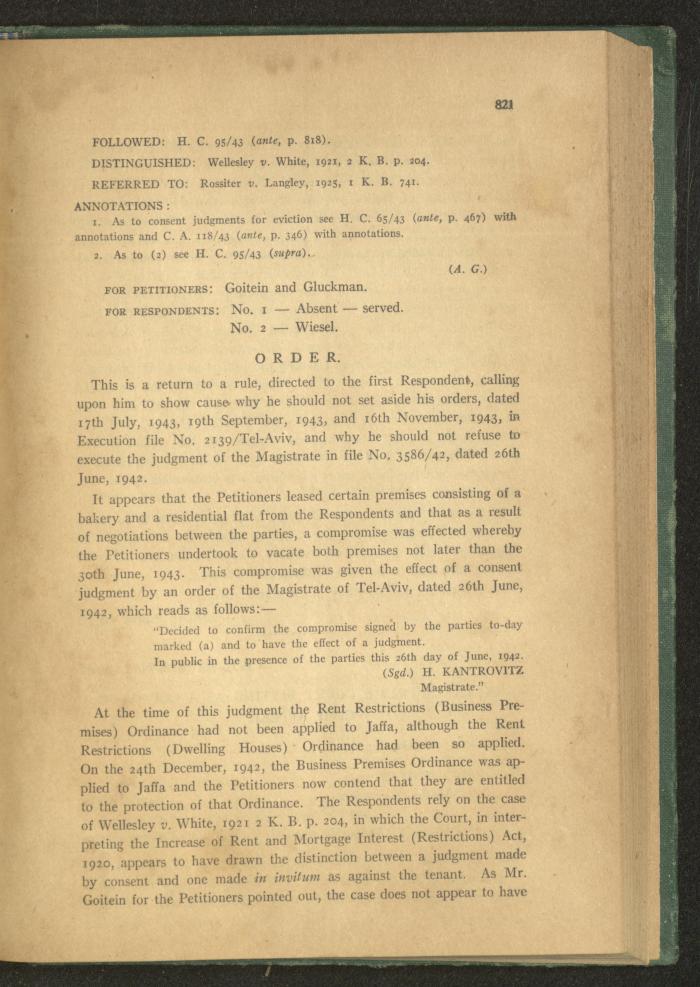 821
FOLLOWED: H. C. 95/43 (ante, p. 818).
DISTINGUISHED: Wellesley v. White, 1921, 2 K. B. p. 204.
REFERRED TO: Rossiter v. Langley, 1925, 1 K. B. 741.
ANNOTATIONS :
1. As to consent judgments for eviction see H. C. 65/43 (ante, p. 467) with
annotations and C. A. 118/43 (ante, p. 346) with annotations.
2. As to (2) see H. C. 95/43 (supra).
(A. G.)
FOR PETITIONERS: Goitein and Gluckman.
FOR RESPONDENTS: No. 1 — Absent — served.
No. 2 — Wiesel.
ORDER.
This is a return to a rule, directed to the first Respondent, calling
upon him to show cause why he should not set aside his orders, dated
17th July, 1943, 19th September, 1943, and 16th November, 1943, in
Execution file No. 2139/Tel-Aviv, and why he should not refuse to
execute the judgment of the Magistrate in file No. 3586/42, dated 26th
June, 1942.
It appears that the Petitioners leased certain premises consisting of a
bakery and a residential flat from the Respondents and that as a result
of negotiations between the parties, a compromise was effected whereby
the Petitioners undertook to vacate both premises not later than the
30th June, 1943. This compromise was given the effect of a consent
judgment by an order of the Magistrate of Tel-Aviv, dated 26th June,
1942, which reads as follows:—
"Decided to confirm the compromise signed by the parties to-day
marked (a) and to have the effect of a judgment.
In public in the presence of the parties this 26th day of June, 1942.
(Sgd.) H. KANTROVITZ
Magistrate."
At the time of this judgment the Rent Restrictions (Business Pre-
mises) Ordinance had not been applied to Jaffa, although the Rent
Restrictions (Dwelling Houses) Ordinance had been so applied.
On the 24th December, 1942, the Business Premises Ordinance was ap-
plied to Jaffa and the Petitioners now contend that they are entitled
to the protection of that Ordinance. The Respondents rely on the case
of Wellesley v. White, 1921 2 K. B. p. 204, in which the Court, in inter-
preting the Increase of Rent and Mortgage Interest (Restrictions) Act,
1920, appears to have drawn the distinction between a judgment made
by consent and one made in invitum as against the tenant. As Mr.
Goitein for the Petitioners pointed out, the case does not appear to have